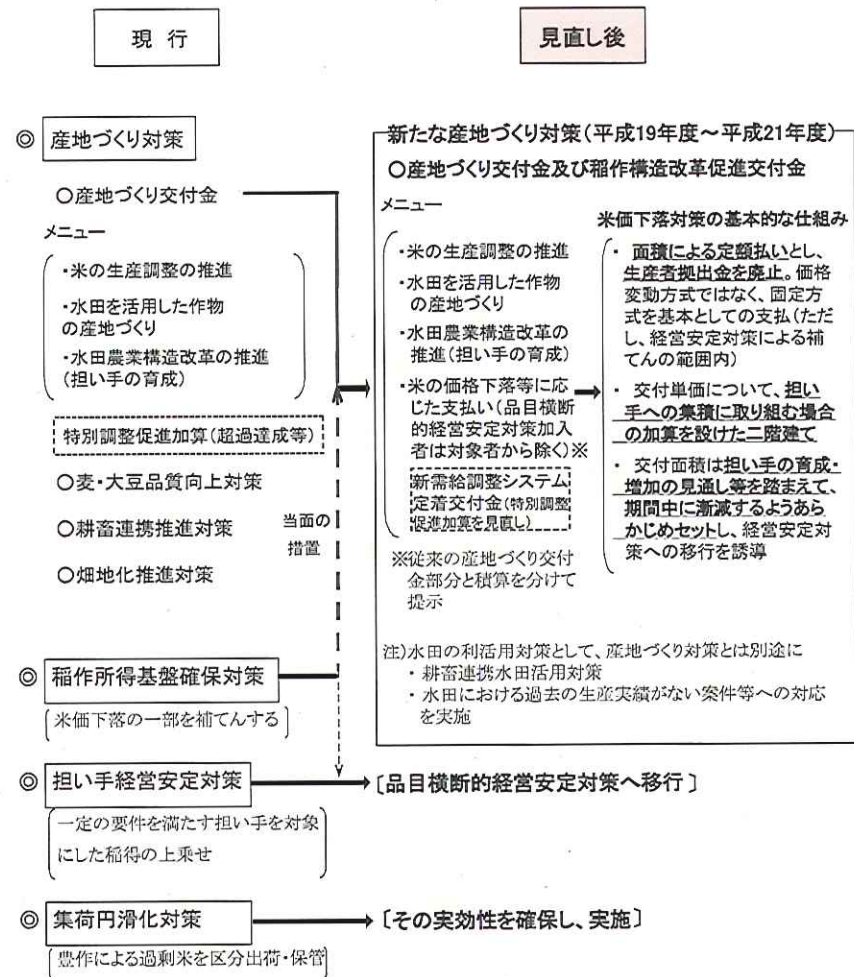 現 行
見直し後
◎ 産地づくり対策
○産地づくり交付金
メニュー
・米の生産調整の推進
・水田を活用した作物
の産地づくり
・水田農業構造改革の推進
(担い手の育成)
特別調整促進加算(超過達成等)
○麦・大豆品質向上対策
○耕畜連携推進対策
○畑地化推進対策
当面の
措置
◎ 稲作所得基盤確保対策
米価下落の一部を補てんする
◎ 担い手経営安定対策
一定の要件を満たす担い手を対象
にした稲得の上乗せ
◎ 集荷円滑化対策
豊作による過剰米を区分出荷・保管
新たな産地づくり対策(平成19年度~平成21年度)
○産地づくり交付金及び稲作構造改革促進交付金
メニュー
・米の生産調整の推進
・水田を活用した作物
の産地づくり
・水田農業構造改革の
推進(担い手の育成)
・米の価格下落等に応
じた支払い(品目横断
的経営安定対策加入
者は対象者から除く)※
新需給調整システム
定着交付金(特別調整
促進加算を見直し)
※従来の産地づくり交付
金部分と積算を分けて
提示
米価下落対策の基本的な仕組み
・ 面積による定額払いとし、
生産者拠出金を廃止。価格
変動方式ではなく、固定方
式を基本としての支払(ただ
し、経営安定対策による補
てんの範囲内)
・ 交付単価について、担い
手への集積に取り組む場合
の加算を設けた二階建て
・ 交付面積は担い手の育成・
増加の見通し等を踏まえて、
期間中に漸減するようあら
かじめセットし、経営安定対
策への移行を誘導
注)水田の利活用対策として、産地づくり対策とは別途に
・ 耕畜連携水田活用対策
・ 水田における過去の生産実績がない案件等への対応
を実施
〔品目横断的経営安定対策へ移行〕
〔その実効性を確保し、実施〕